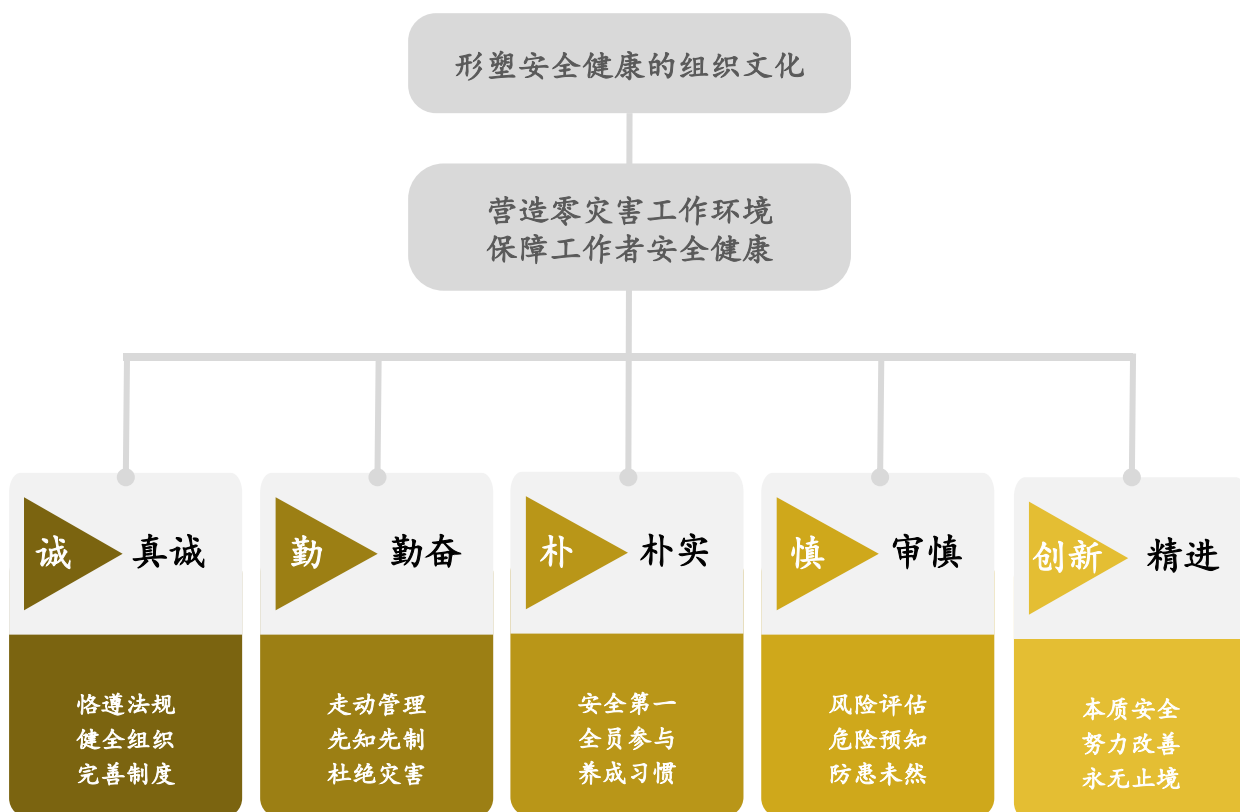 形塑安全健康的组织文化
营造零灾害工作环境
保障工作者安全健康
诚 真诚
恪遵法规
健全组织
完善制度
勤 勤奋
走动管理
先知先制
杜绝灾害
朴 朴实
安全第一
全员参与
养成习惯
慎 审慎
风险评估
危险预知
防患未然
创新 精进
本质安全
努力改善
永无止境